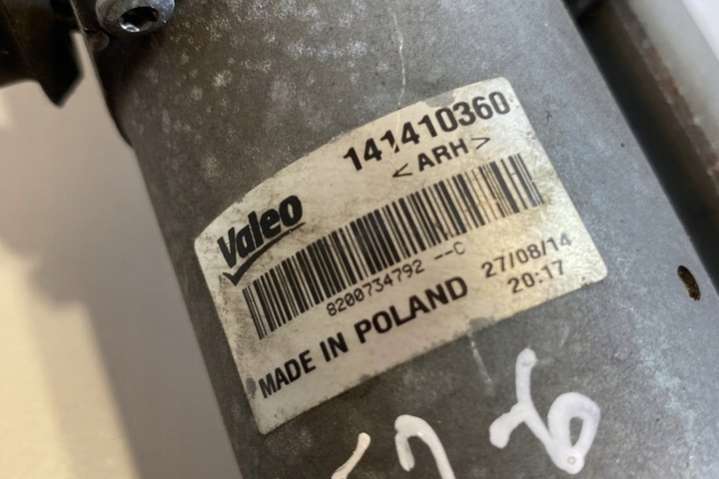 141410360
<ARH>
Valeo
8200734792 --C
27/08/14
20:17
MADE IN POLAND